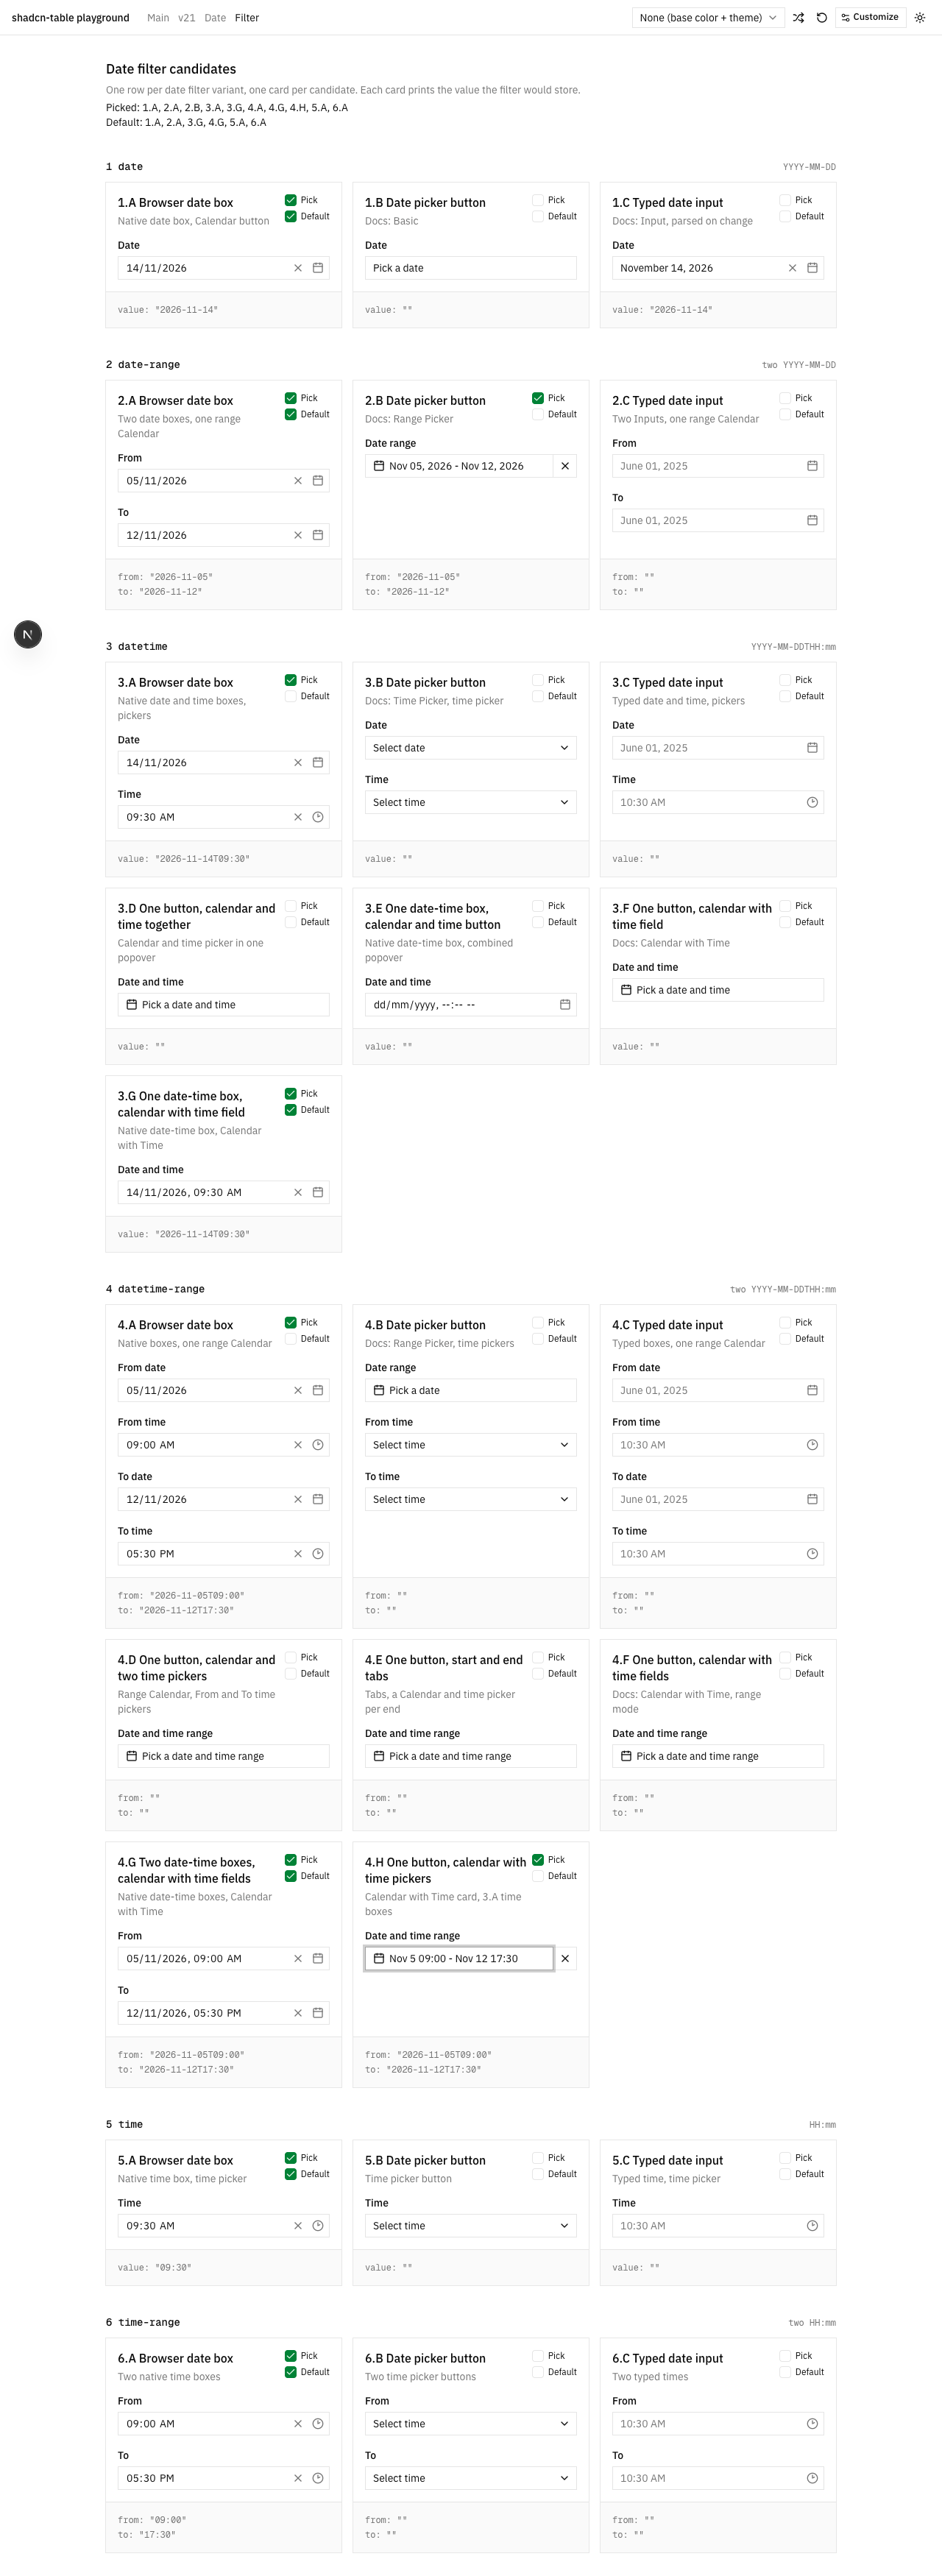 shadcn-table playground Main v21 Date Filter None (base color + theme) Customize
Date filter candidates
One row per date filter variant, one card per candidate. Each card prints the value the filter would store.
Picked: 1.A, 2.A, 2.B, 3.A, 3.G, 4.A, 4.G, 4.H, 5.A, 6.A
Default: 1.A, 2.A, 3.G, 4.G, 5.A, 6.A
1 date YYYY-MM-DD
1.A Browser date box
Pick
Default
Native date box, Calendar button
Date
14/11/2026
value: "2026-11-14"
1.B Date picker button
Pick
Default
Docs: Basic
Date
Pick a date
value: ""
1.C Typed date input
Pick
Default
Docs: Input, parsed on change
Date
November 14, 2026
value: "2026-11-14"
2 date-range two YYYY-MM-DD
2.A Browser date box
Pick
Default
Two date boxes, one range
Calendar
From
05/11/2026
To
12/11/2026
from: "2026-11-05"
to: "2026-11-12"
2.B Date picker button
Pick
Default
Docs: Range Picker
Date range
Nov 05, 2026 - Nov 12, 2026
from: "2026-11-05"
to: "2026-11-12"
2.C Typed date input
Pick
Default
Two Inputs, one range Calendar
From
June 01, 2025
To
June 01, 2025
from: ""
to: ""
N
3 datetime YYYY-MM-DDTHH:mm
3.A Browser date box
Pick
Default
Native date and time boxes,
pickers
Date
14/11/2026
Time
09:30 AM
value: "2026-11-14T09:30"
3.B Date picker button
Pick
Default
Docs: Time Picker, time picker
Date
Select date
Time
Select time
value: ""
3.C Typed date input
Pick
Default
Typed date and time, pickers
Date
June 01, 2025
Time
10:30 AM
value: ""
3.D One button, calendar and
time together
Pick
Default
Calendar and time picker in one
popover
Date and time
Pick a date and time
value: ""
3.E One date-time box,
calendar and time button
Pick
Default
Native date-time box, combined
popover
Date and time
dd/mm/yyyy, --:-- --
value: ""
3.F One button, calendar with
time field
Pick
Default
Docs: Calendar with Time
Date and time
Pick a date and time
value: ""
3.G One date-time box,
calendar with time field
Pick
Default
Native date-time box, Calendar
with Time
Date and time
14/11/2026, 09:30 AM
value: "2026-11-14T09:30"
4 datetime-range two YYYY-MM-DDTHH:mm
4.A Browser date box
Pick
Default
Native boxes, one range Calendar
From date
05/11/2026
From time
09:00 AM
To date
12/11/2026
To time
05:30 PM
from: "2026-11-05T09:00"
to: "2026-11-12T17:30"
4.B Date picker button
Pick
Default
Docs: Range Picker, time pickers
Date range
Pick a date
From time
Select time
To time
Select time
from: ""
to: ""
4.C Typed date input
Pick
Default
Typed boxes, one range Calendar
From date
June 01, 2025
From time
10:30 AM
To date
June 01, 2025
To time
10:30 AM
from: ""
to: ""
4.D One button, calendar and
two time pickers
Pick
Default
Range Calendar, From and To time
pickers
Date and time range
Pick a date and time range
from: ""
to: ""
4.E One button, start and end
tabs
Pick
Default
Tabs, a Calendar and time picker
per end
Date and time range
Pick a date and time range
from: ""
to: ""
4.F One button, calendar with
time fields
Pick
Default
Docs: Calendar with Time, range
mode
Date and time range
Pick a date and time range
from: ""
to: ""
4.G Two date-time boxes,
calendar with time fields
Pick
Default
Native date-time boxes, Calendar
with Time
From
05/11/2026, 09:00 AM
To
12/11/2026, 05:30 PM
from: "2026-11-05T09:00"
to: "2026-11-12T17:30"
4.H One button, calendar with
time pickers
Pick
Default
Calendar with Time card, 3.A time
boxes
Date and time range
Nov 5 09:00 - Nov 12 17:30
from: "2026-11-05T09:00"
to: "2026-11-12T17:30"
5 time HH:mm
5.A Browser date box
Pick
Default
Native time box, time picker
Time
09:30 AM
value: "09:30"
5.B Date picker button
Pick
Default
Time picker button
Time
Select time
value: ""
5.C Typed date input
Pick
Default
Typed time, time picker
Time
10:30 AM
value: ""
6 time-range two HH:mm
6.A Browser date box
Pick
Default
Two native time boxes
From
09:00 AM
To
05:30 PM
from: "09:00"
to: "17:30"
6.B Date picker button
Pick
Default
Two time picker buttons
From
Select time
To
Select time
from: ""
to: ""
6.C Typed date input
Pick
Default
Two typed times
From
10:30 AM
To
10:30 AM
from: ""
to: ""